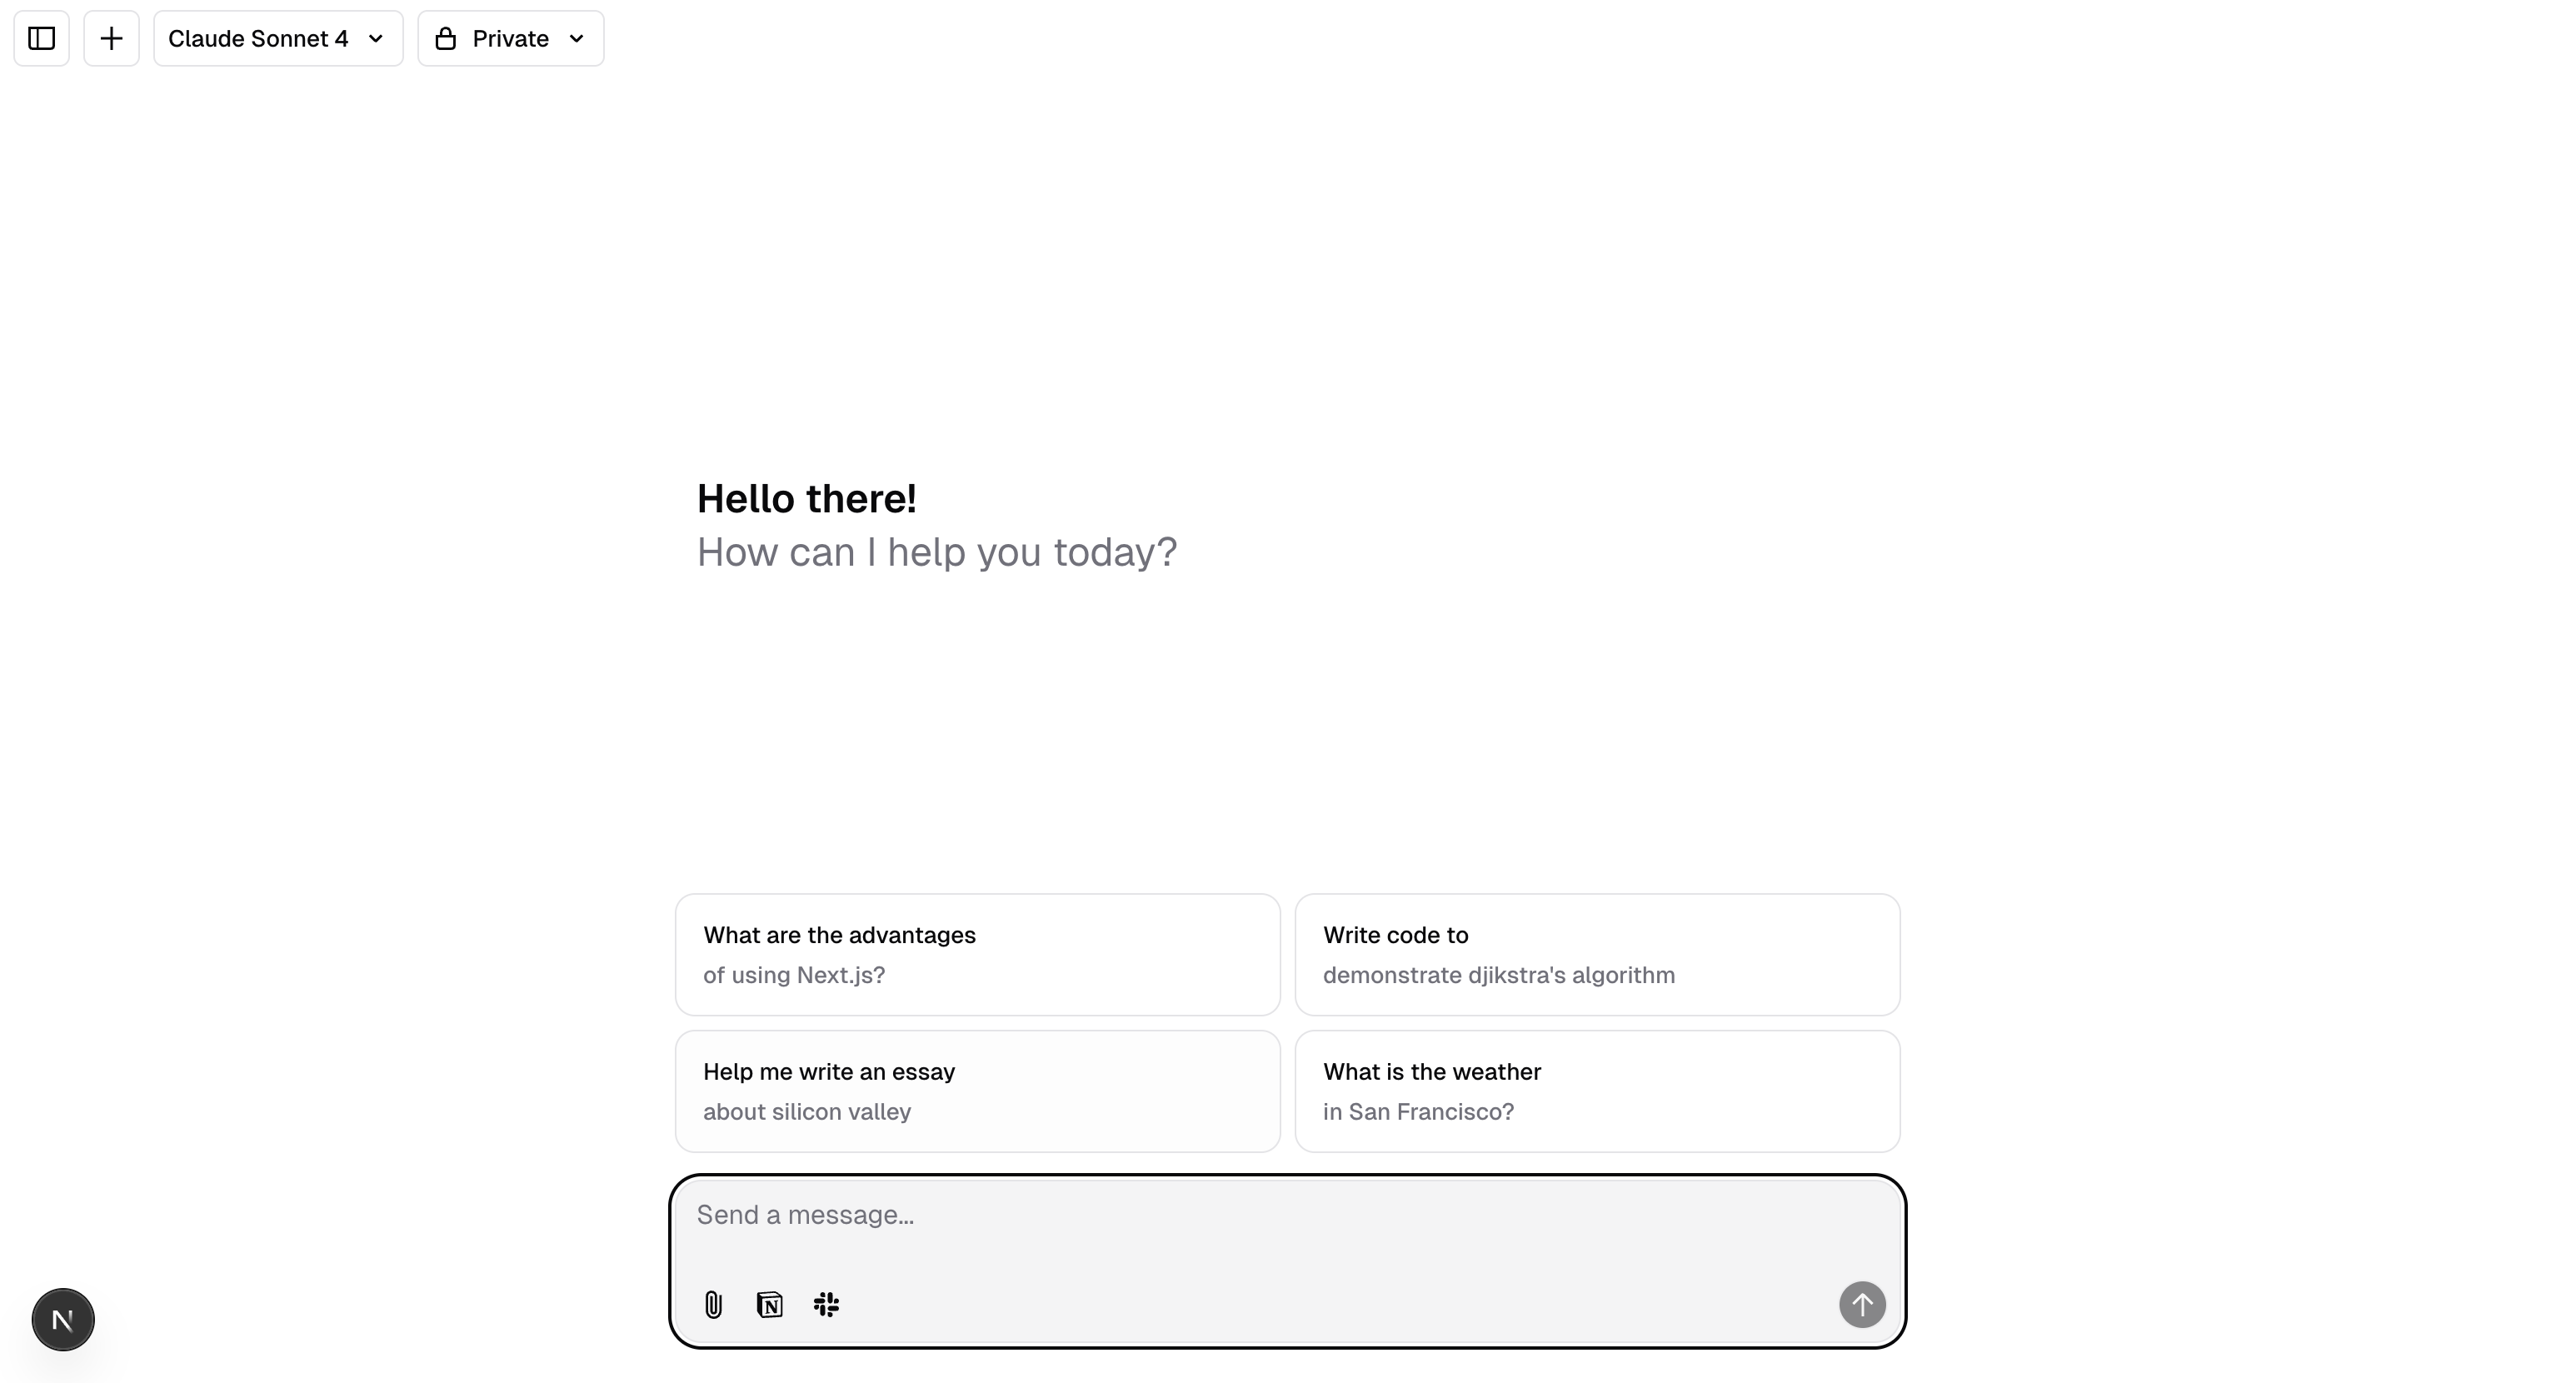 Claude Sonnet 4
Private
Hello there!
How can I help you today?
What are the advantages
of using Next.js?
Write code to
demonstrate djikstra's algorithm
Help me write an essay
about silicon valley
What is the weather
in San Francisco?
Send a message...
N
N